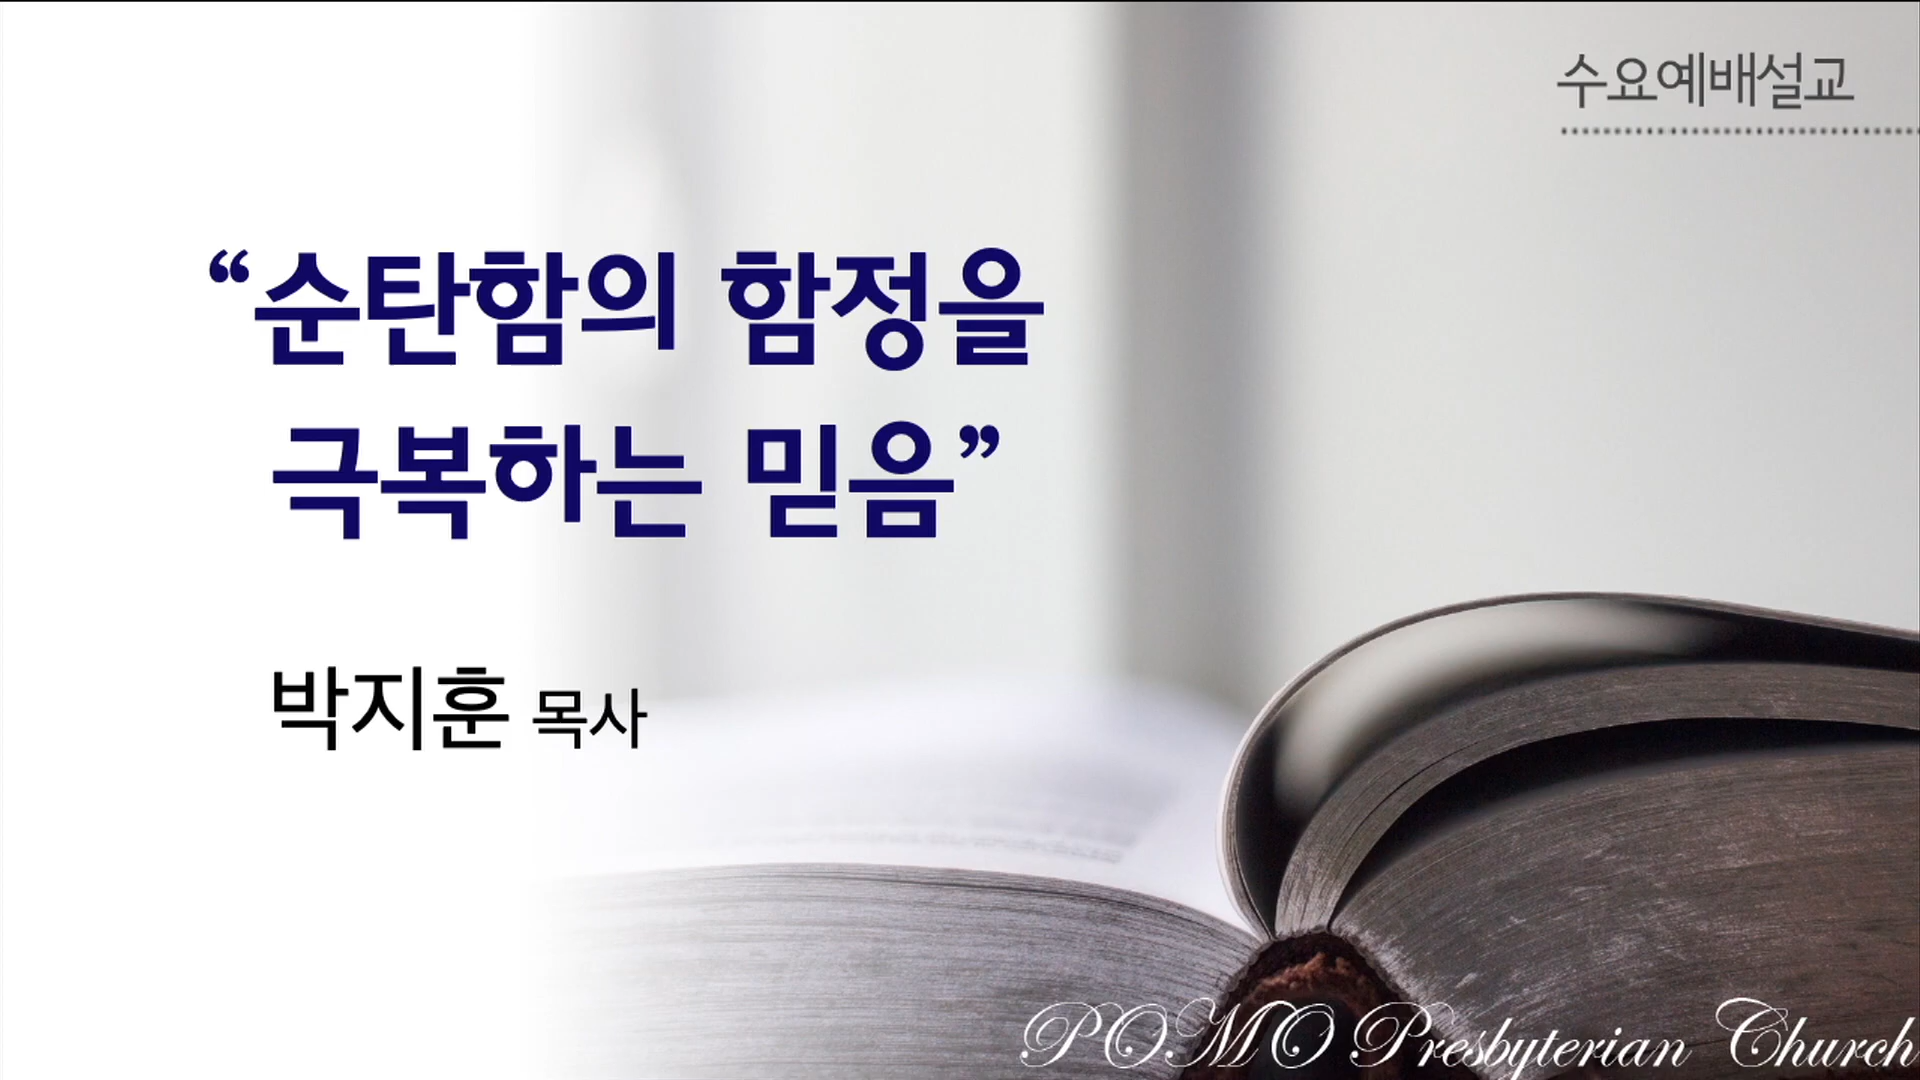 수요예배설교
“순탄함의 함정을
극복하는 믿음”
박지훈 목사
POMO Presbyterian Church